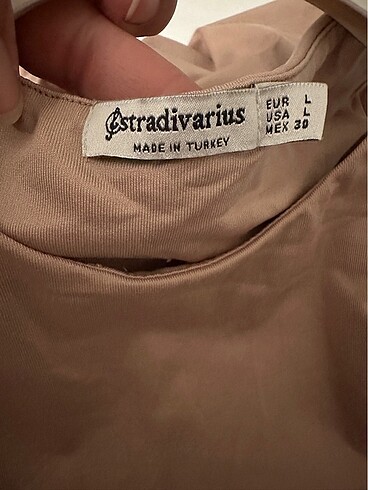 Stradivarius
MADE IN TURKEY
EUR L
USA L
MEX 30